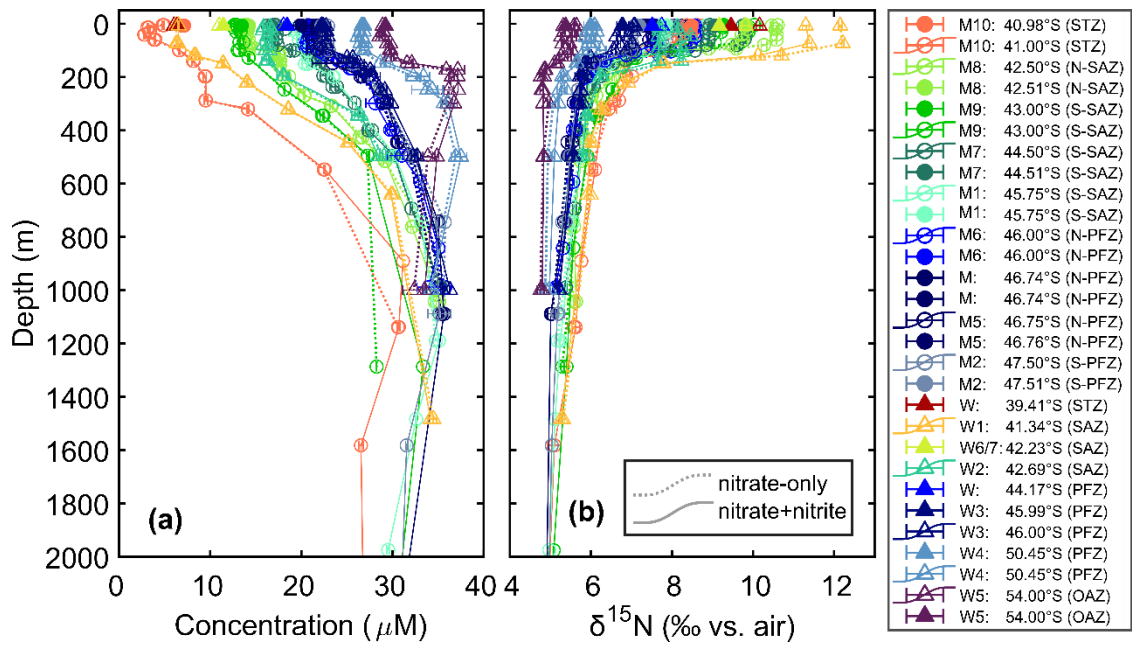 0
200
400
600
800
1000
1200
1400
1600
1800
2000
Depth (m)
(a)
0
10
20
30
40
Concentration (μM)
(b)
nitrate-only
nitrate+nitrite
4
6
8
10
12
δ15N (‰ vs. air)
M10: 40.98°S (STZ)
M10: 41.00°S (STZ)
M8: 42.50°S (N-SAZ)
M8: 42.51°S (N-SAZ)
M9: 43.00°S (S-SAZ)
M9: 43.00°S (S-SAZ)
M7: 44.50°S (S-SAZ)
M7: 44.51°S (S-SAZ)
M1: 45.75°S (S-SAZ)
M1: 45.75°S (S-SAZ)
M6: 46.00°S (N-PFZ)
M6: 46.00°S (N-PFZ)
M: 46.74°S (N-PFZ)
M: 46.74°S (N-PFZ)
M5: 46.75°S (N-PFZ)
M5: 46.76°S (N-PFZ)
M2: 47.50°S (S-PFZ)
M2: 47.51°S (S-PFZ)
W: 39.41°S (STZ)
W1: 41.34°S (SAZ)
W6/7: 42.23°S (SAZ)
W2: 42.69°S (SAZ)
W: 44.17°S (PFZ)
W3: 45.99°S (PFZ)
W3: 46.00°S (PFZ)
W4: 50.45°S (PFZ)
W4: 50.45°S (PFZ)
W5: 54.00°S (OAZ)
W5: 54.00°S (OAZ)